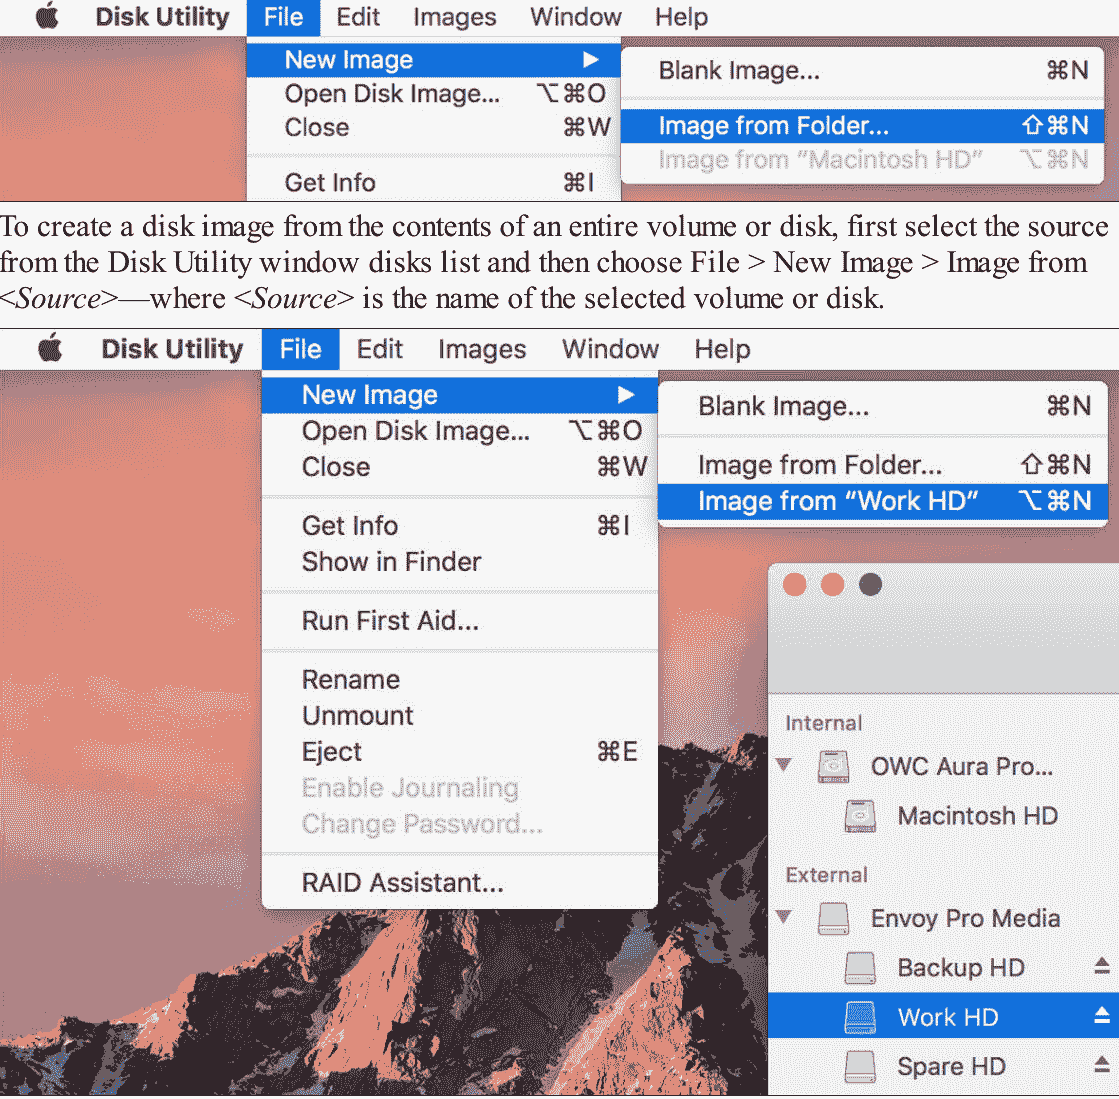 Disk Utility File Edit Images Window Help
New Image ▶
Blank Image... ⌘N
Open Disk Image... ⌥⌘O
Close ⌘W
Image from Folder... ⇧⌘N
Image from “Macintosh HD” ⌥⌘N
Get Info ⌘I
To create a disk image from the contents of an entire volume or disk, first select the source
from the Disk Utility window disks list and then choose File > New Image > Image from
<Source>—where <Source> is the name of the selected volume or disk.
Disk Utility File Edit Images Window Help
New Image ▶
Open Disk Image... ⌥⌘O
Close ⌘W
Get Info ⌘I
Show in Finder
Run First Aid...
Rename
Unmount
Eject ⌘E
Enable Journaling
Change Password...
RAID Assistant...
Blank Image... ⌘N
Image from Folder... ⇧⌘N
Image from “Work HD” ⌥⌘N
Internal
OWC Aura Pro...
Macintosh HD
External
Envoy Pro Media
Backup HD
Work HD
Spare HD